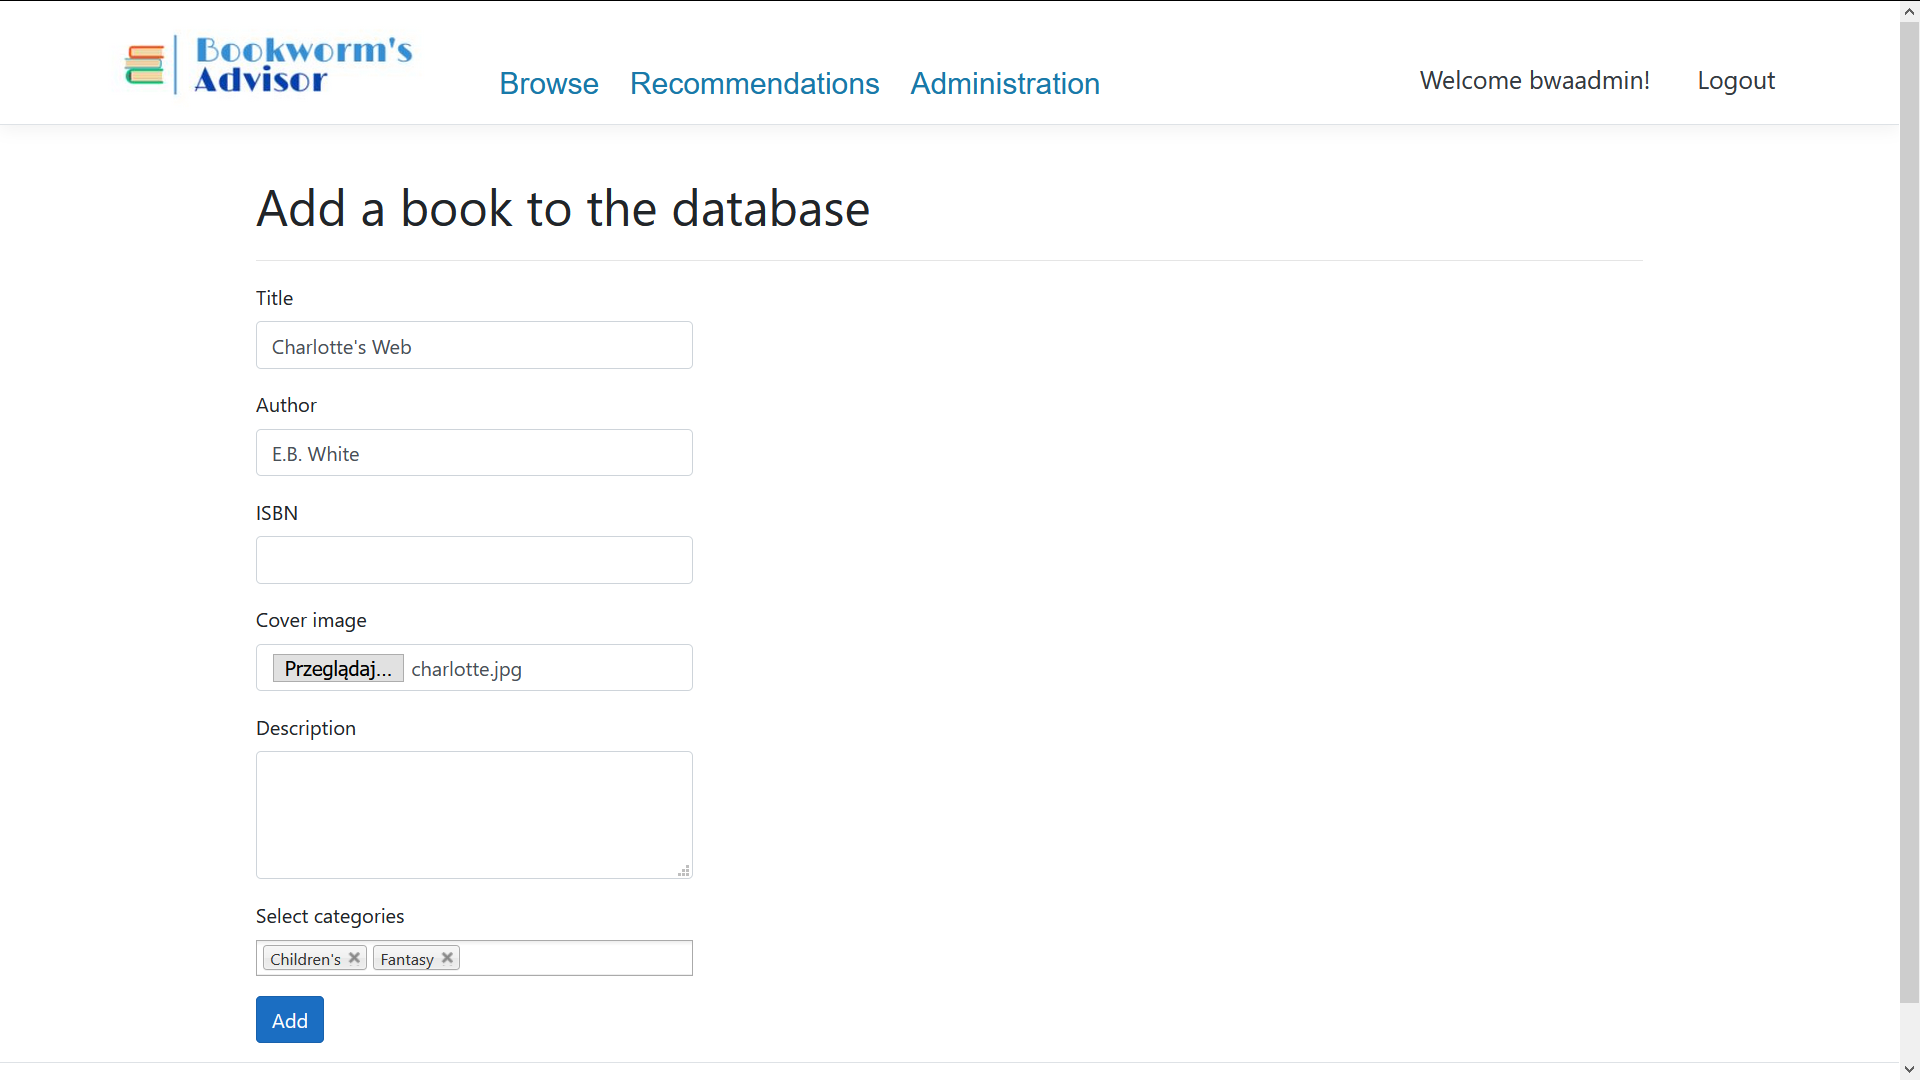 Bookworm's
Advisor
Browse Recommendations Administration
Welcome bwaadmin! Logout
Add a book to the database
Title
Charlotte's Web
Author
E.B. White
ISBN
Cover image
Przeglądaj... charlotte.jpg
Description
Select categories
Children's Fantasy
Add